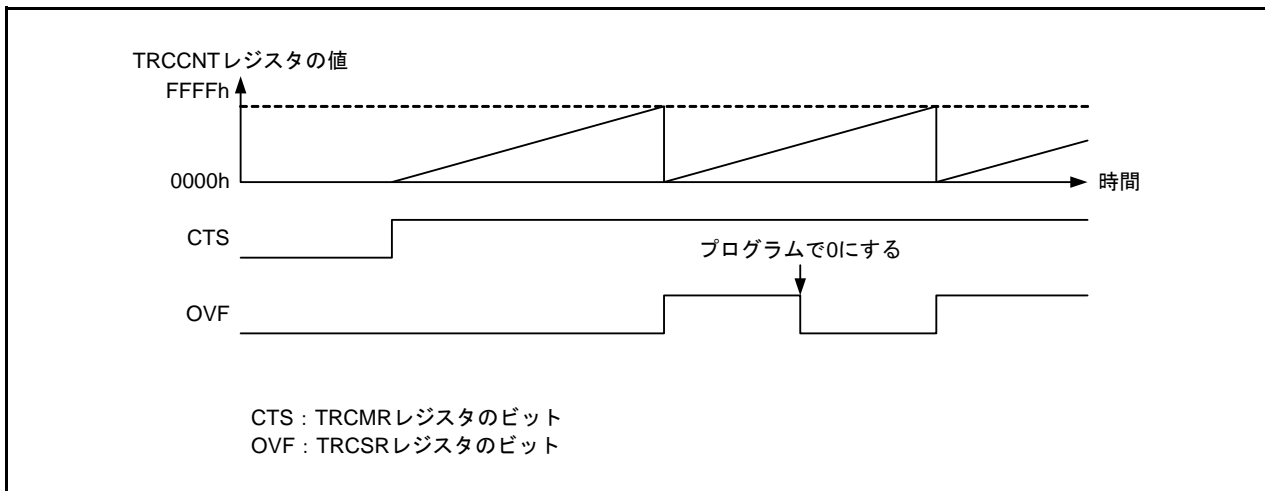 TRCCNTレジスタの値
FFFFh
0000h
時間
CTS
プログラムで0にする
OVF
CTS：TRCMRレジスタのビット
OVF：TRCSRレジスタのビット